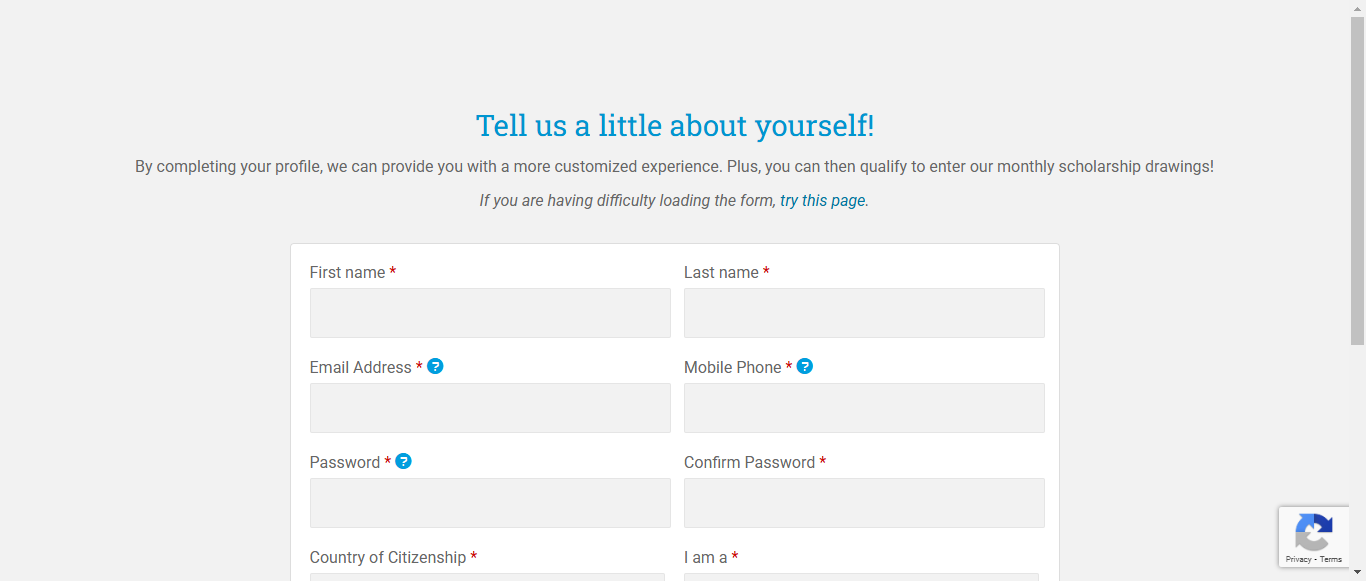 Tell us a little about yourself!
By completing your profile, we can provide you with a more customized experience. Plus, you can then qualify to enter our monthly scholarship drawings!
If you are having difficulty loading the form, try this page.
First name *
Last name *
Email Address * ?
Mobile Phone * ?
Password * ?
Confirm Password *
Country of Citizenship *
I am a *
Privacy - Terms